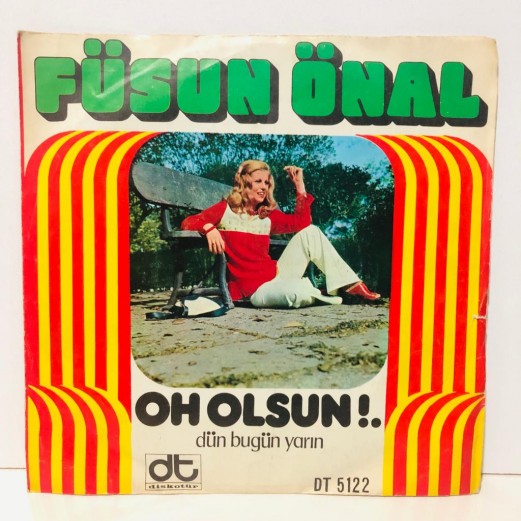 FÜSUN ÖNAL
OH OLSUN!.
dün bugün yarın
dt
diskotür
DT 5122